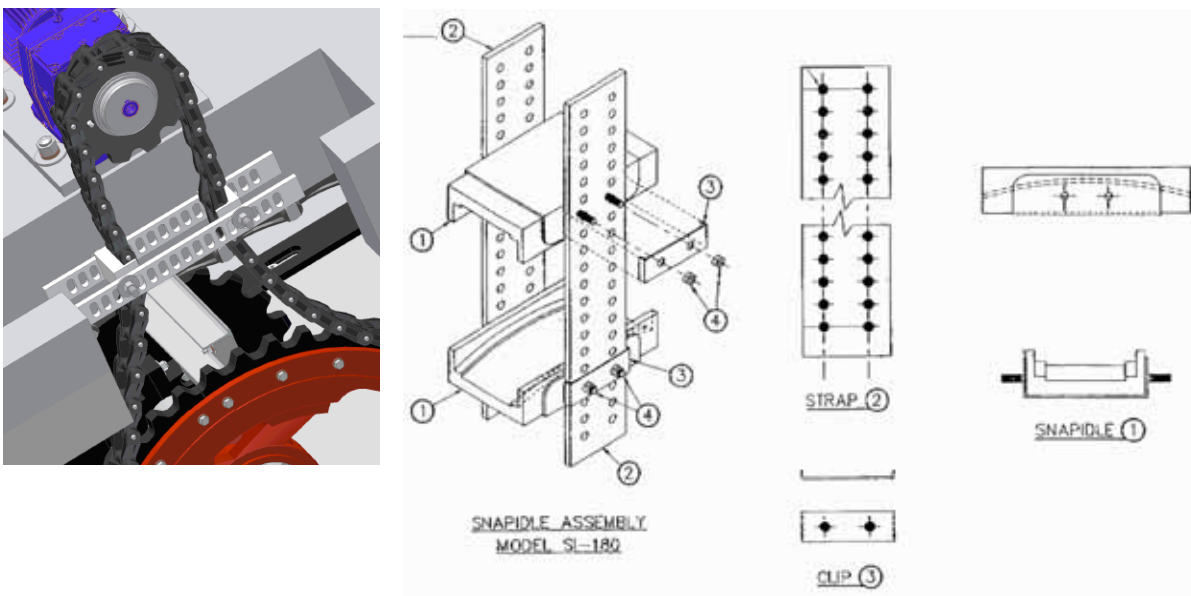 ②
③
①
④
③
①
④
②
SNAPIDLE ASSEMBLY
MODEL SI-180
STRAP ②
CLIP ③
SNAPIDLE ①